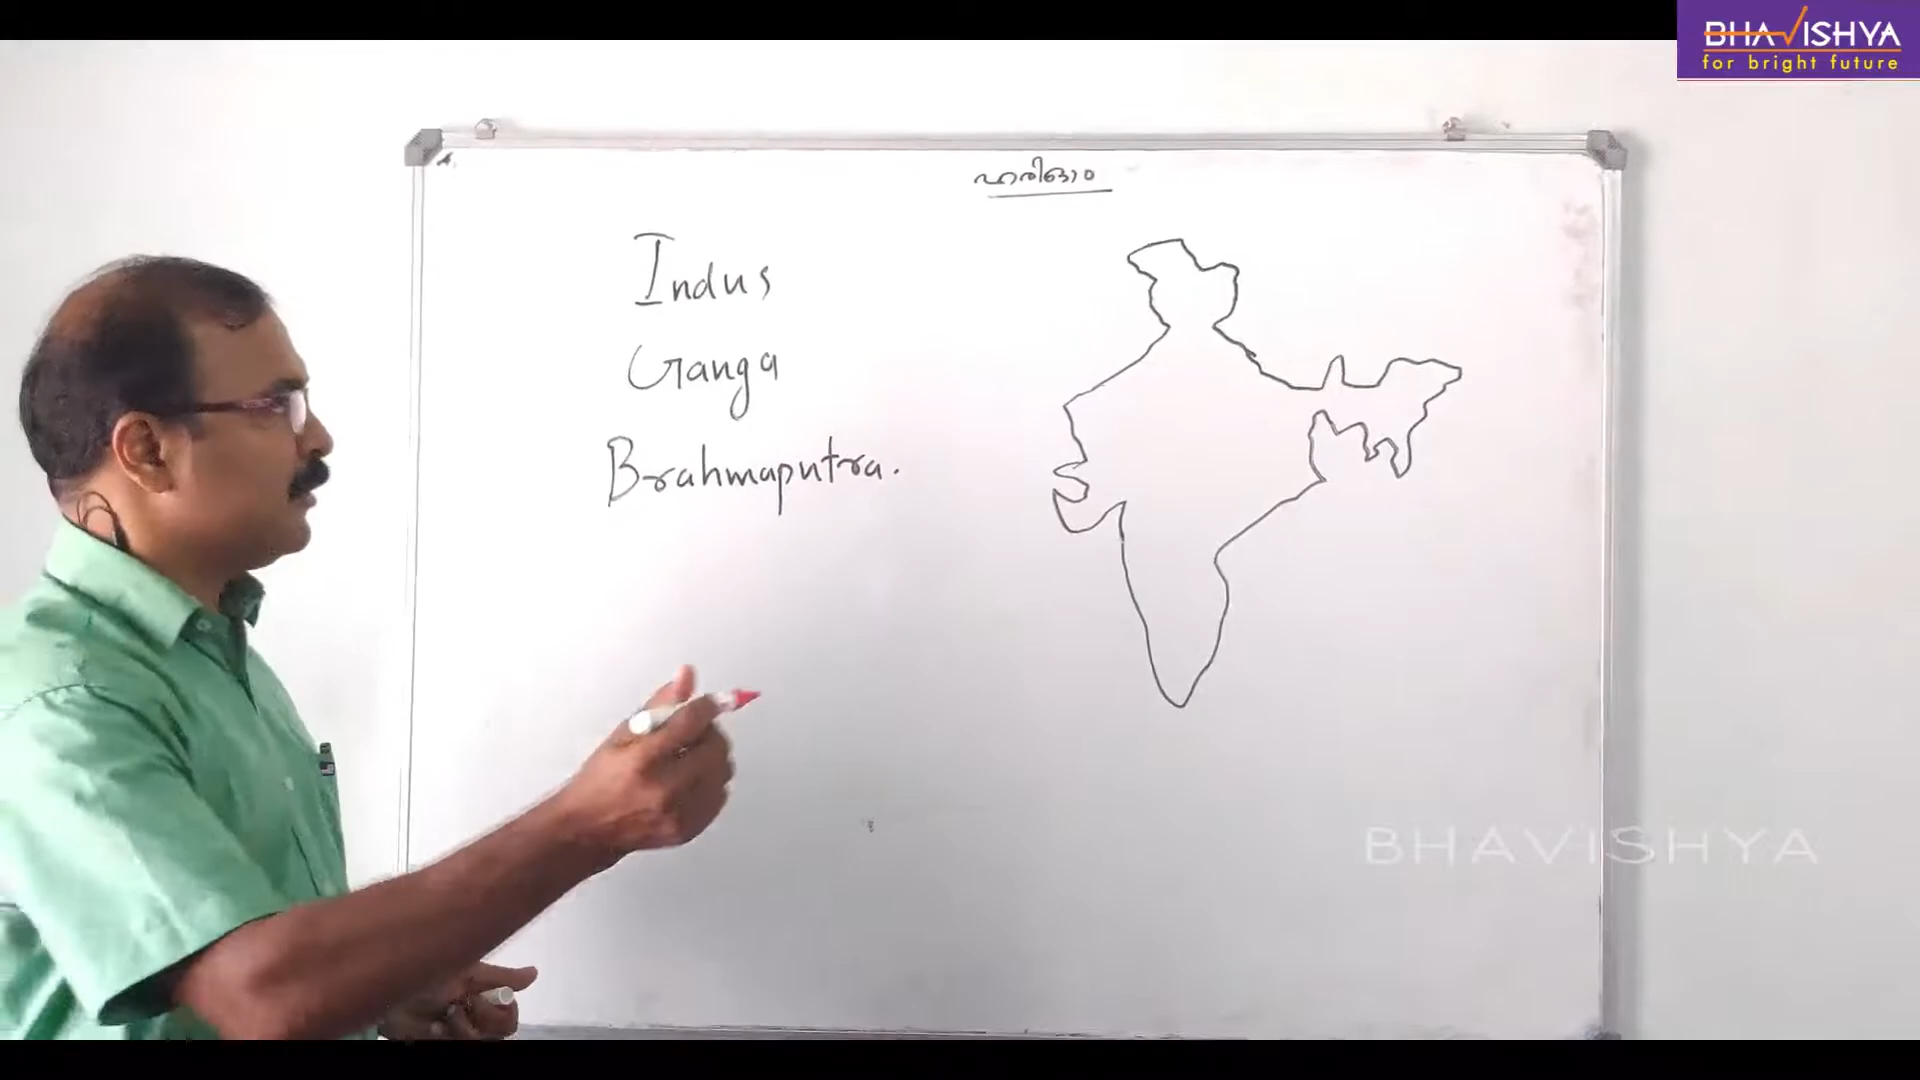 BHAVISHYA
for bright future
ഹരിഓം
Indus
Ganga
Brahmaputra.
BHAVISHYA